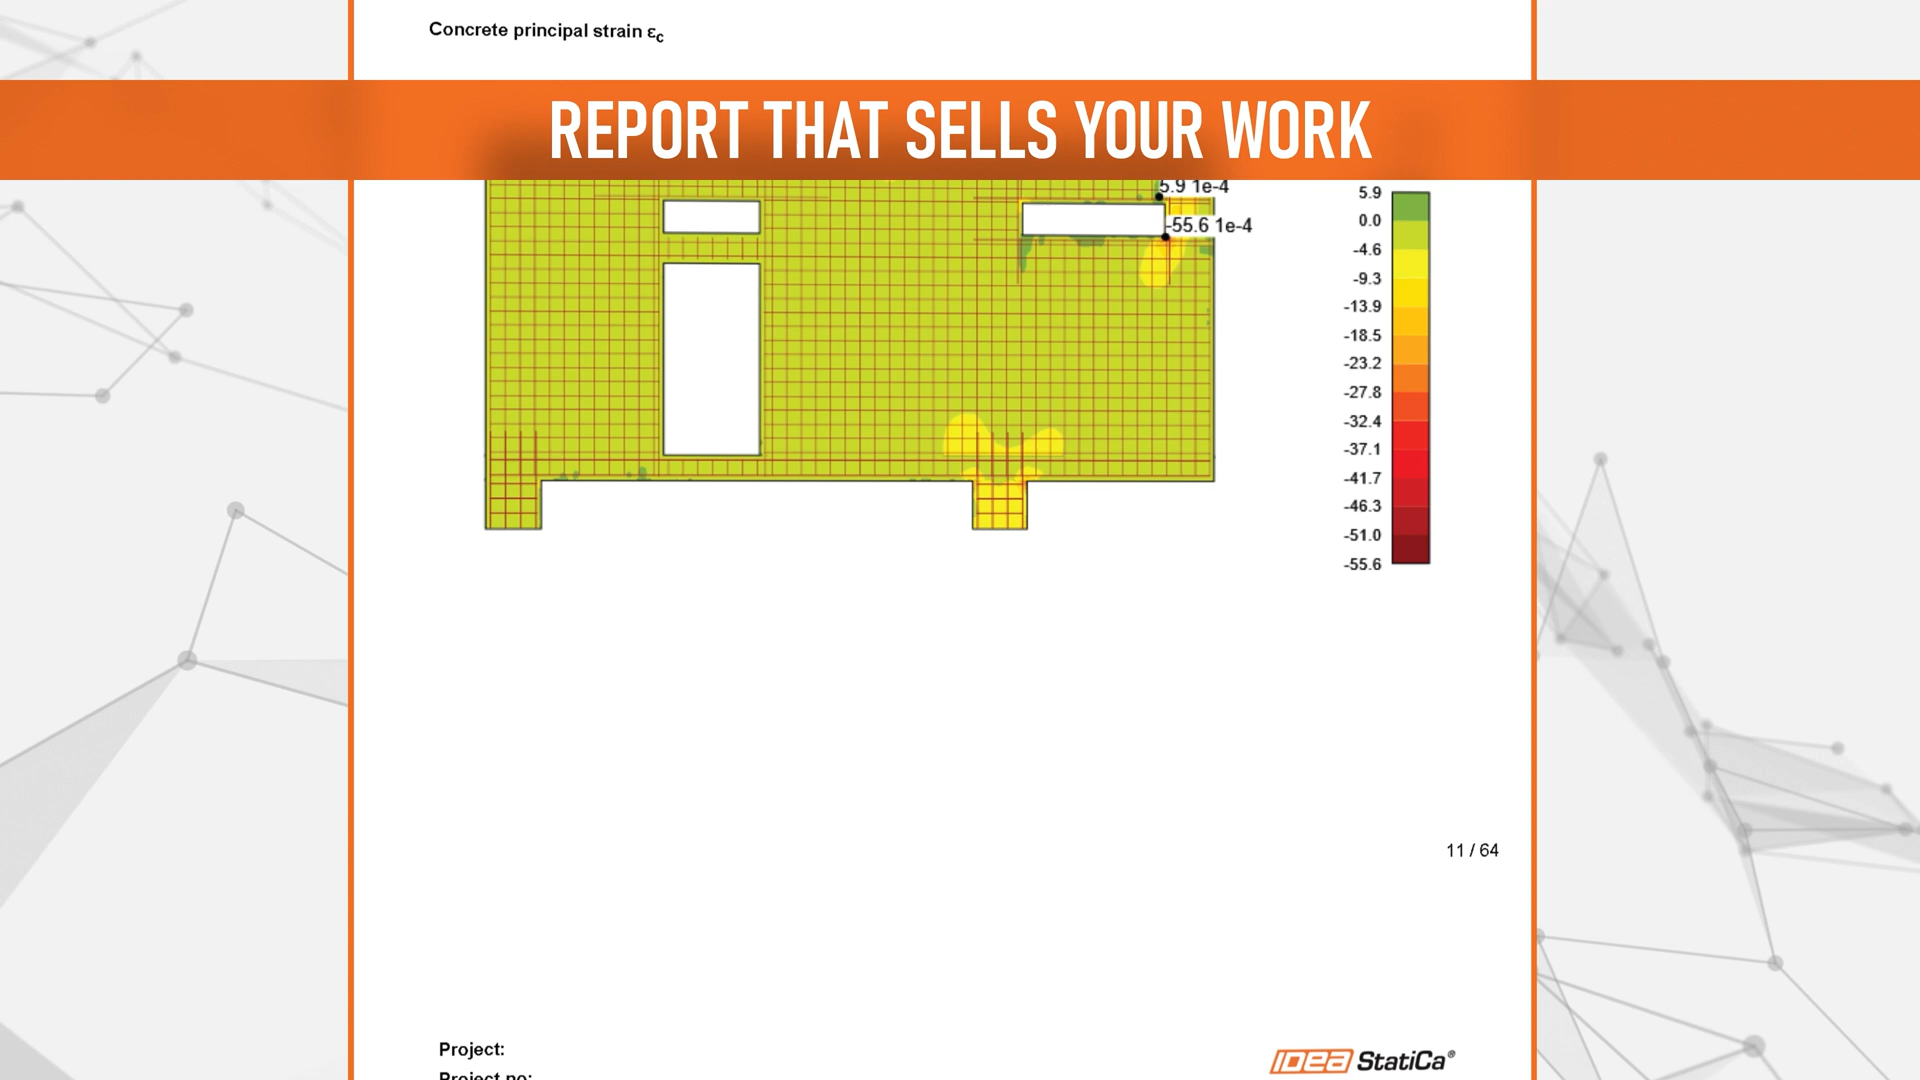 Concrete principal strain εc
REPORT THAT SELLS YOUR WORK
5.9 1e-4
-55.6 1e-4
5.9
0.0
-4.6
-9.3
-13.9
-18.5
-23.2
-27.8
-32.4
-37.1
-41.7
-46.3
-51.0
-55.6
11 / 64
Project:
IDEA StatiCa®
Project no: